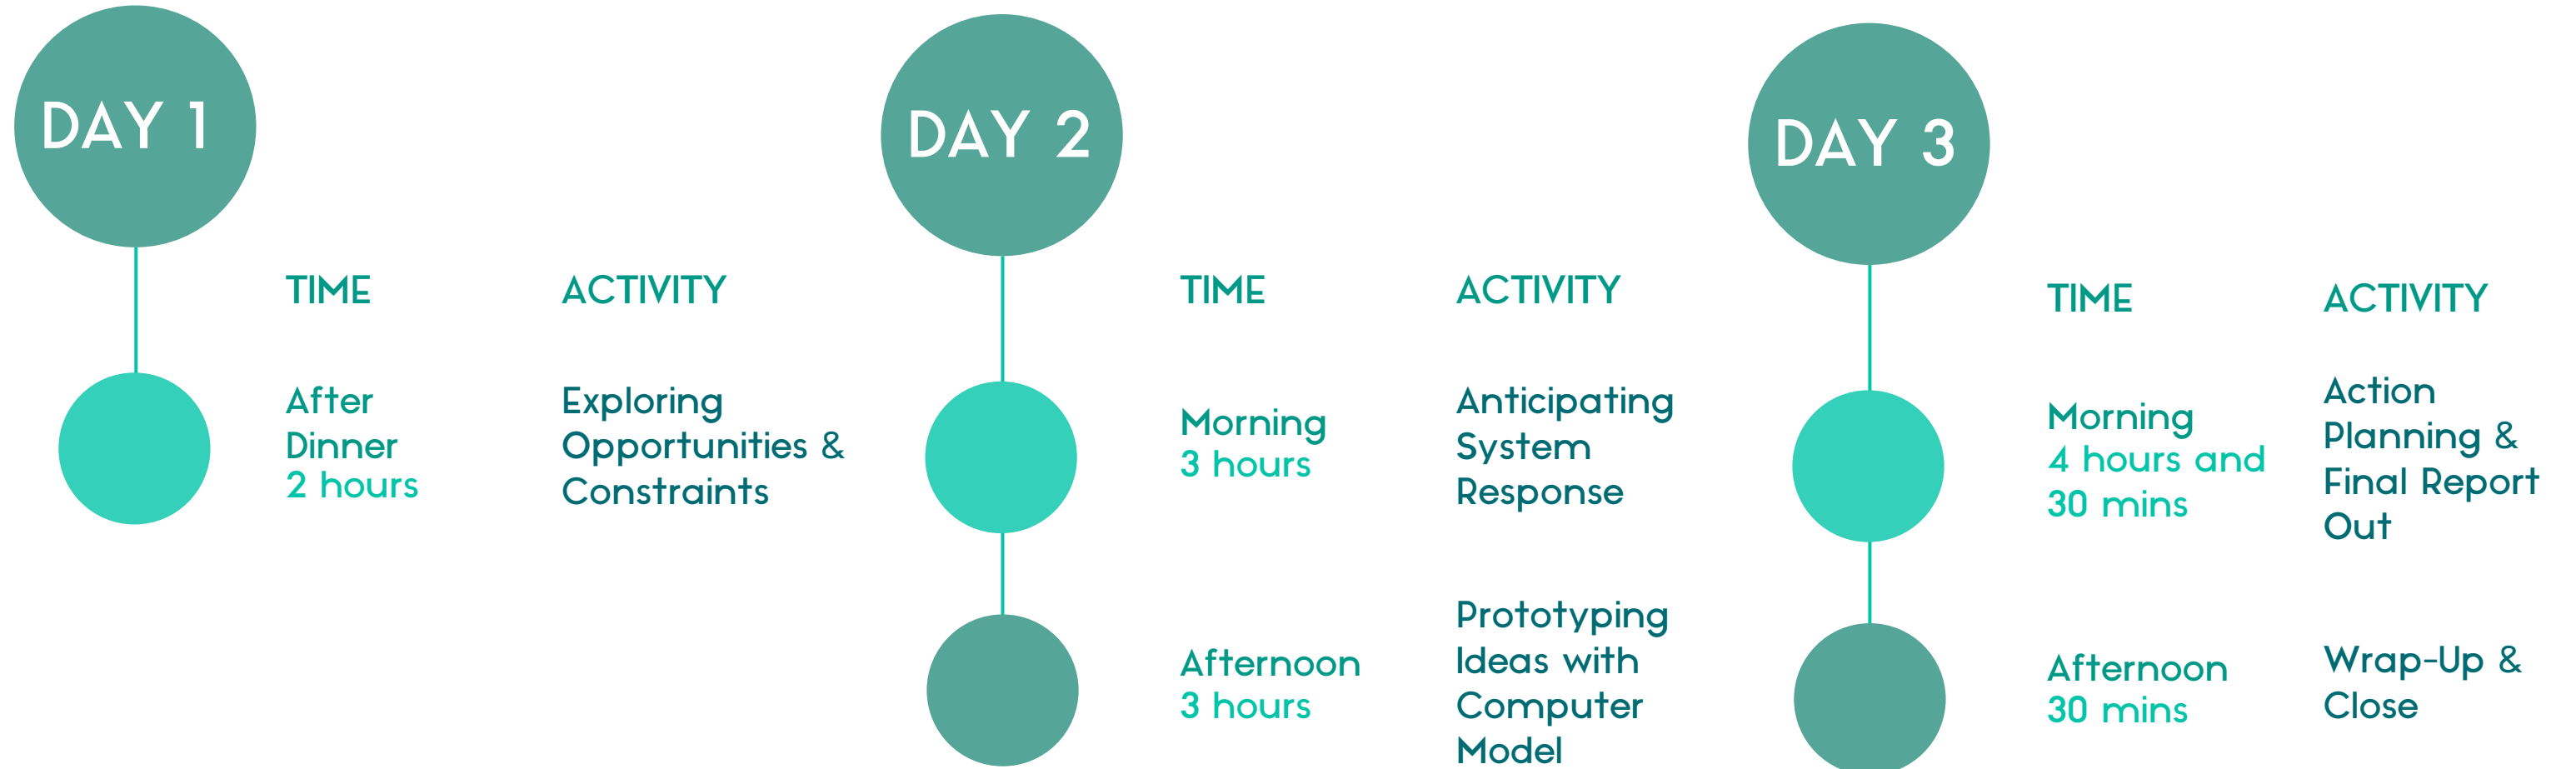 DAY 1
TIME
ACTIVITY
After
Dinner
2 hours
Exploring
Opportunities &
Constraints
DAY 2
TIME
ACTIVITY
Morning
3 hours
Anticipating
System
Response
Afternoon
3 hours
Prototyping
Ideas with
Computer
Model
DAY 3
TIME
ACTIVITY
Morning
4 hours and
30 mins
Action
Planning &
Final Report
Out
Afternoon
30 mins
Wrap-Up &
Close